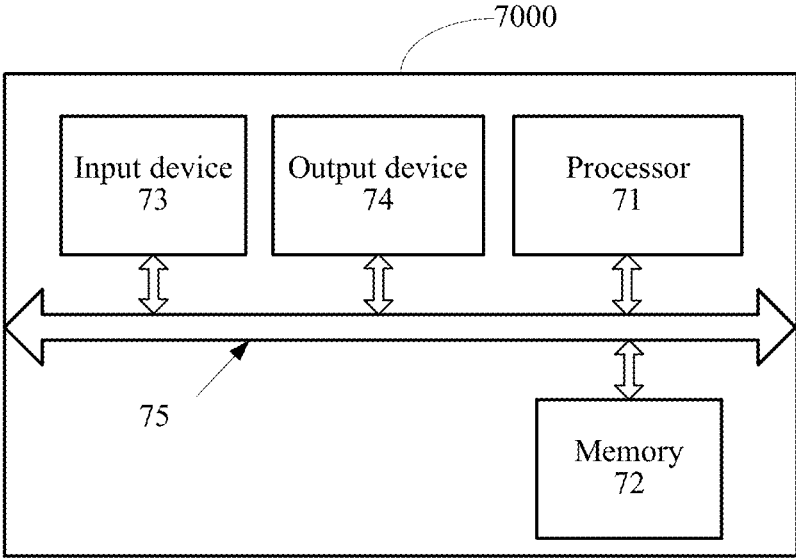 7000
Input device
73
Output device
74
Processor
71
75
Memory
72